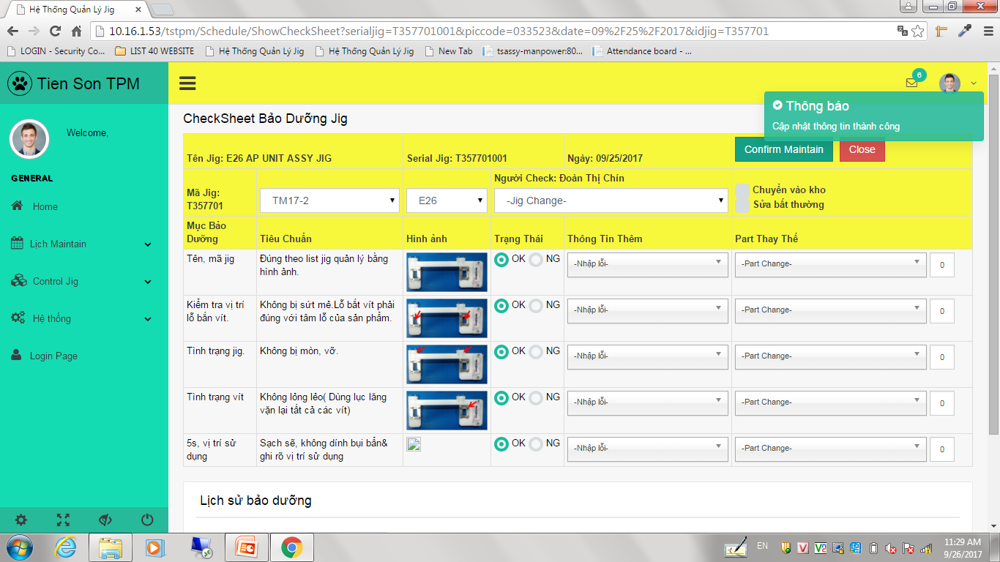 Hệ Thống Quản Lý Jig
10.16.1.53/tstpm/Schedule/ShowCheckSheet?serialjig=T357701001&piccode=033523&date=09%2F25%2F2017&idjig=T357701
LOGIN - Security Co...
LIST 40 WEBSITE
Hệ Thống Quản Lý Jig
Hệ Thống Quản Lý Jig
New Tab
tsassy-manpower:80...
Attendance board - ...
Tien Son TPM
6
Welcome,
GENERAL
Home
Lịch Maintain
Control Jig
Hệ thống
Login Page
Thông báo
Cập nhật thông tin thành công
CheckSheet Bảo Dưỡng Jig
Tên Jig: E26 AP UNIT ASSY JIG
Serial Jig: T357701001
Ngày: 09/25/2017
Confirm Maintain
Close
Mã Jig:
T357701
TM17-2
E26
Người Check: Đoàn Thị Chín
-Jig Change-
Chuyển vào kho
Sửa bất thường
Mục Bảo
Dưỡng
Tiêu Chuẩn
Hình ảnh
Trạng Thái
Thông Tin Thêm
Part Thay Thế
Tên, mã jig
Đúng theo list jig quản lý bằng
hình ảnh.
OK
NG
-Nhập lỗi-
-Part Change-
0
Kiểm tra vị trí
lỗ bắn vít.
Không bị sứt mẻ.Lỗ bắt vít phải
đúng với tâm lỗ của sản phẩm.
OK
NG
-Nhập lỗi-
-Part Change-
0
Tình trạng jig.
Không bị mòn, vỡ.
OK
NG
-Nhập lỗi-
-Part Change-
0
Tình trạng vít
Không lỏng lẻo( Dùng lục lăng
vặn lại tất cả các vít)
OK
NG
-Nhập lỗi-
-Part Change-
0
5s, vị trí sử
dụng
Sạch sẽ, không dính bụi bẩn&
ghi rõ vị trí sử dụng
OK
NG
-Nhập lỗi-
-Part Change-
0
Lịch sử bảo dưỡng
EN
11:29 AM
9/26/2017